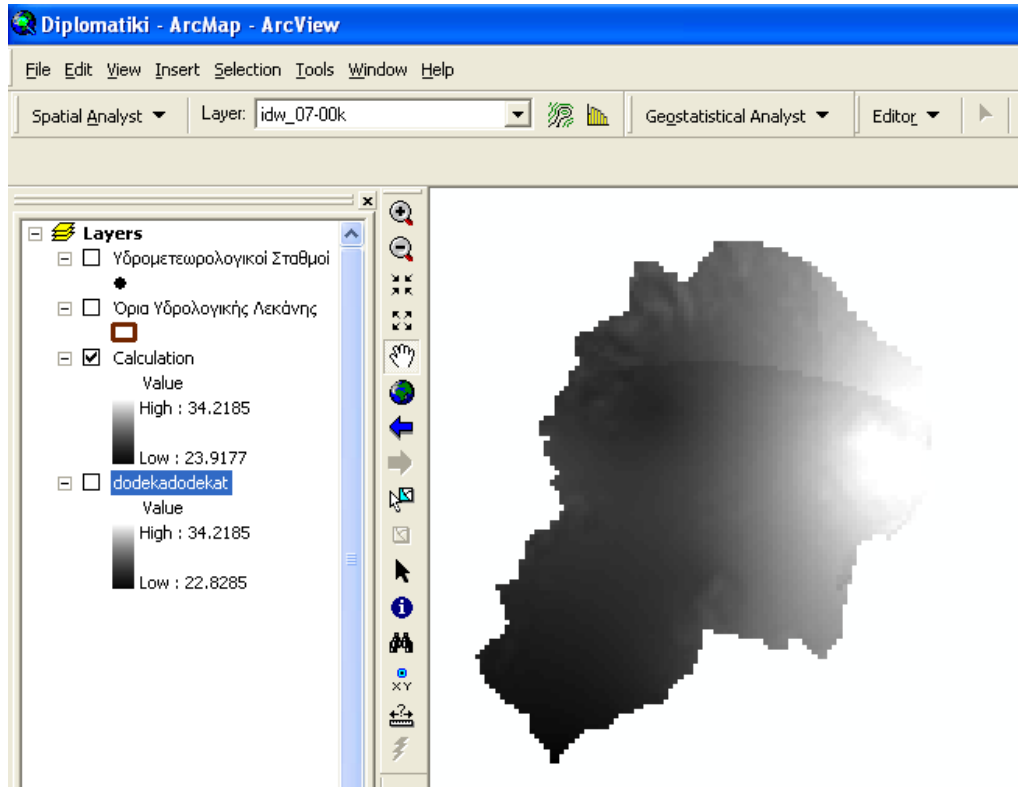 Diplomatiki - ArcMap - ArcView
File Edit View Insert Selection Tools Window Help
Spatial Analyst Layer: idw_07-00k Geostatistical Analyst Editor
Layers
Υδρομετεωρολογικοί Σταθμοί
Όρια Υδρολογικής Λεκάνης
Calculation
Value
High : 34.2185
Low : 23.9177
dodekadodekat
Value
High : 34.2185
Low : 22.8285
XY